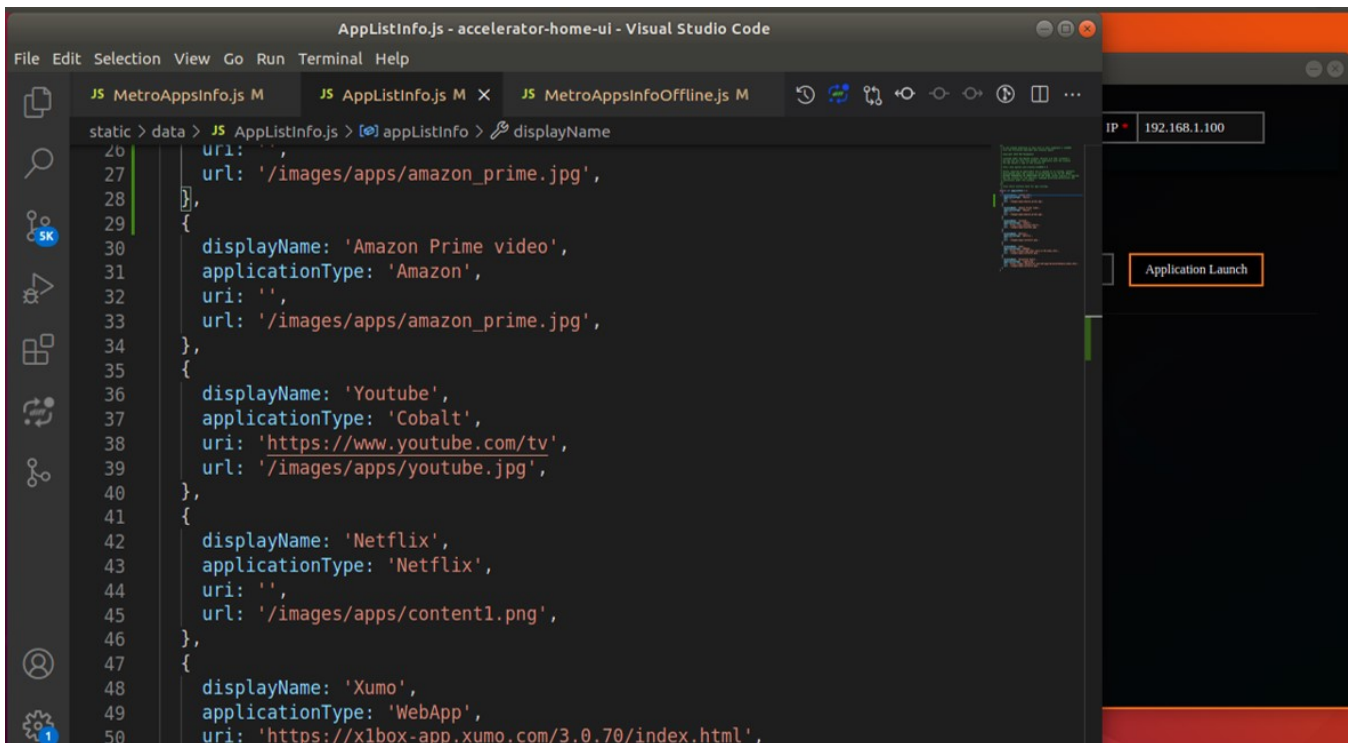 AppListInfo.js - accelerator-home-ui - Visual Studio Code
File Edit Selection View Go Run Terminal Help
JS MetroAppsInfo.js M JS AppListInfo.js M JS MetroAppsInfoOffline.js M
static > data > JS AppListInfo.js > appListInfo > displayName
IP * 192.168.1.100
26 uri: '',
27 url: '/images/apps/amazon_prime.jpg',
28 },
29 {
30 displayName: 'Amazon Prime video',
31 applicationType: 'Amazon',
32 uri: '',
33 url: '/images/apps/amazon_prime.jpg',
34 },
35 {
36 displayName: 'Youtube',
37 applicationType: 'Cobalt',
38 uri: 'https://www.youtube.com/tv',
39 url: '/images/apps/youtube.jpg',
40 },
41 {
42 displayName: 'Netflix',
43 applicationType: 'Netflix',
44 uri: '',
45 url: '/images/apps/content1.png',
46 },
47 {
48 displayName: 'Xumo',
49 applicationType: 'WebApp',
50 uri: 'https://x1box-app.xumo.com/3.0.70/index.html',
5K
1
Application Launch